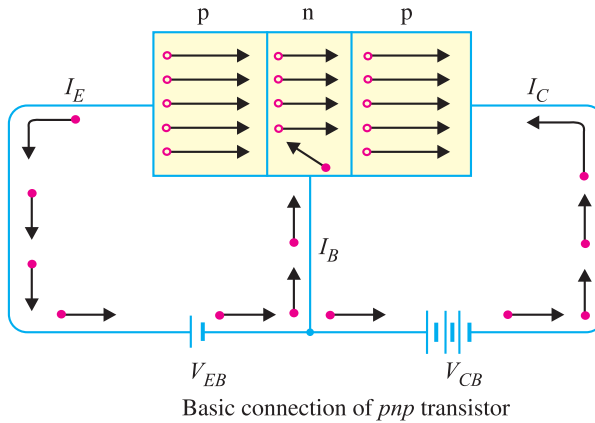 p n p
I_E I_C
I_B
V_EB V_CB
Basic connection of pnp transistor